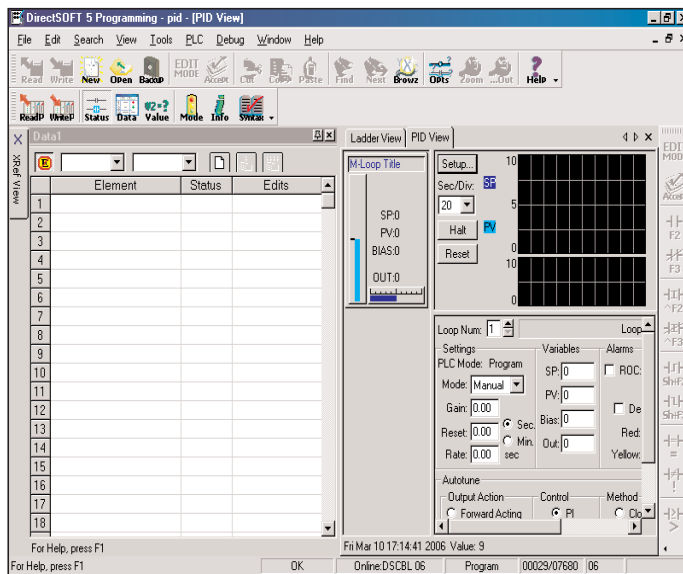 DirectSOFT 5 Programming - pid - [PID View]
File Edit Search View Tools PLC Debug Window Help
Read Write New Open Backup EDIT MODE Accept Cut Copy Paste Find Next Browz Opts Zoom ...Out Help
ReadP WriteP Status Data Value Mode Info Syntax
XRef View
Data1
Element Status Edits
1
2
3
4
5
6
7
8
9
10
11
12
13
14
15
16
17
18
For Help, press F1
Ladder View PID View
M-Loop Title
SP:0
PV:0
BIAS:0
OUT:0
Setup...
Sec/Div:
20
Halt
Reset
SP
PV
10
5
0
10
0
Loop Num: 1 Loop
Settings
PLC Mode: Program
Mode: Manual
Gain: 0.00
Reset: 0.00 Sec. Min.
Rate: 0.00 sec
Variables
SP: 0
PV: 0
Bias: 0
Out: 0
Alarms
ROC:
De
Red:
Yellow:
Autotune
Output Action Control Method
Forward Acting PI Clo
Fri Mar 10 17:14:41 2006 Value: 9
EDIT
MOD
Accept
F2
F3
^F2
^F3
Sh+F
Sh+F
=
!
>
For Help, press F1 OK Online:DSCBL 06 Program 00029/07680 06